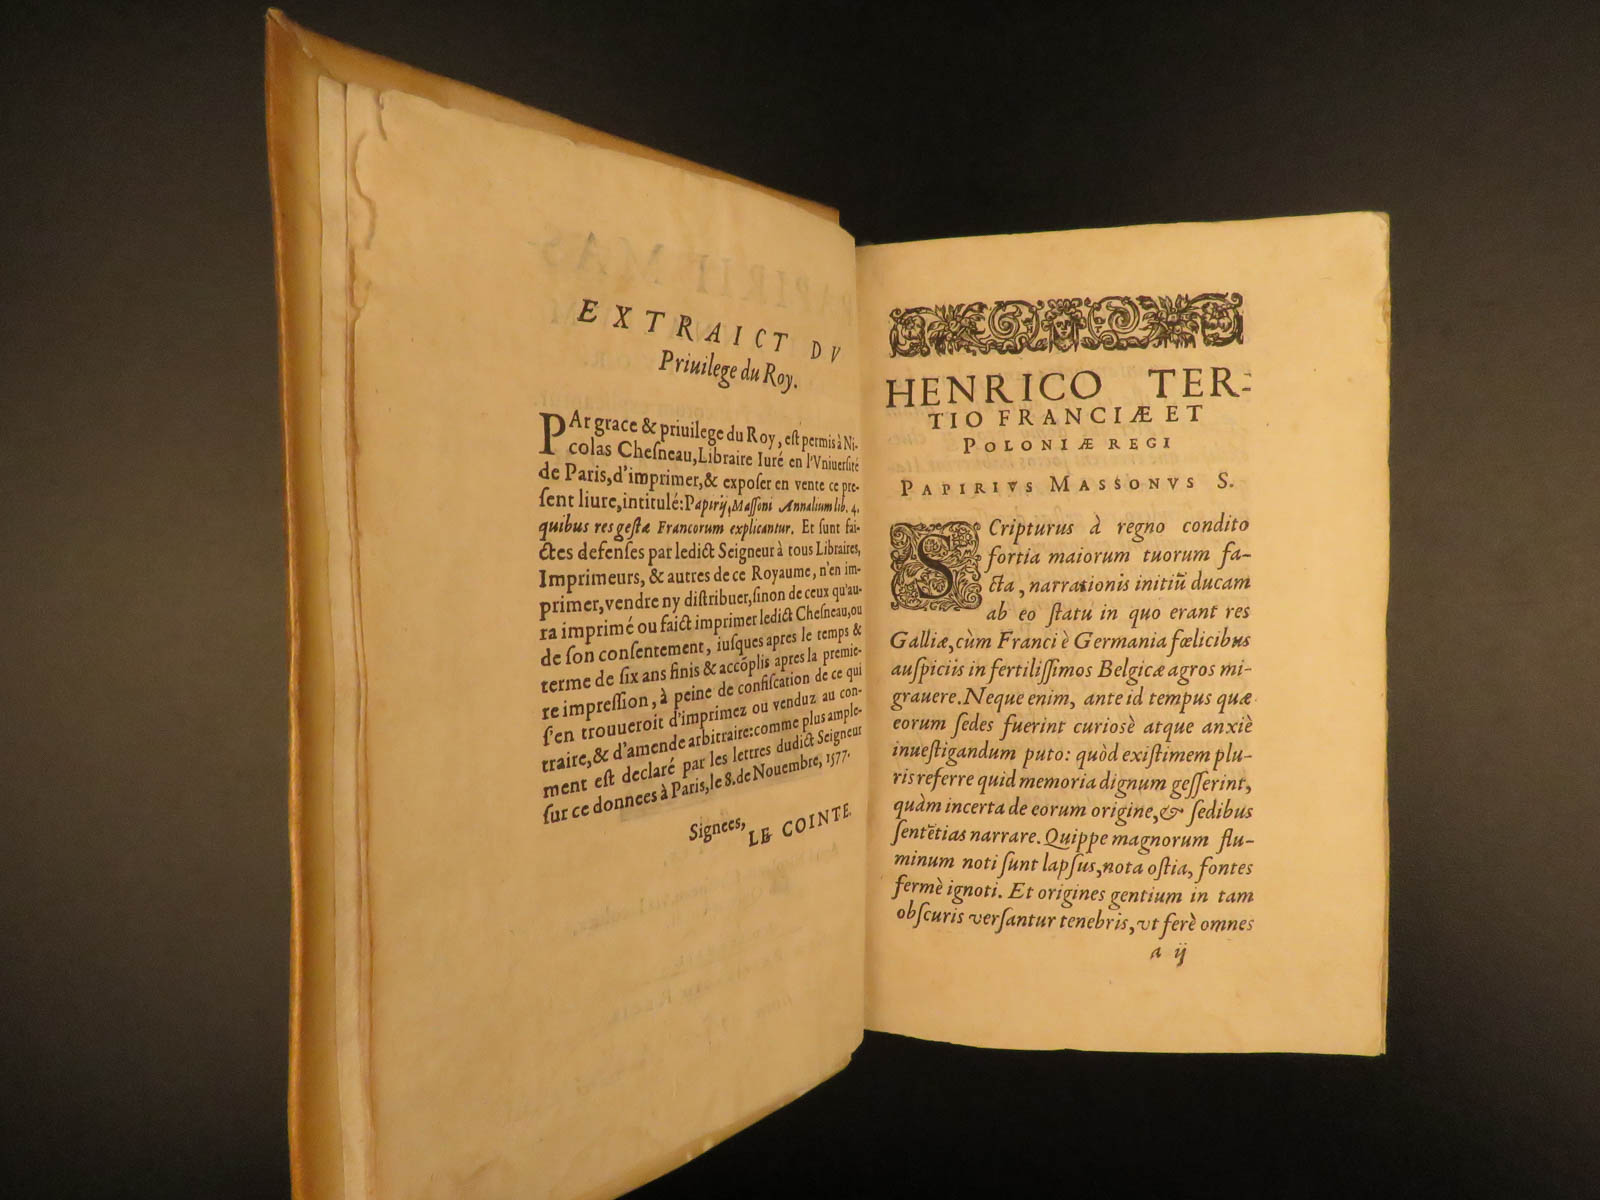 EXTRAICT DV
Priuilege du Roy.
PAr grace & priuilege du Roy, est permis à Ni-
colas Chesneau, Libraire Iuré en l'Vniuersité
de Paris, d'imprimer, & exposer en vente ce pre-
sent liure, intitulé: Papirij, Massoni Annalium lib. 4.
quibus res gestæ Francorum explicantur. Et sunt fai-
ctes defenses par ledict Seigneur à tous Libraires,
Imprimeurs, & autres de ce Royaume, n'en im-
primer, vendre ny distribuer, sinon de ceux qu'au-
ra imprimé ou faict imprimer ledict Chesneau, ou
de son consentement, iusques apres le temps &
terme de six ans finis & accōplis apres la premie-
re impression, à peine de confiscation de ce qui
s'en trouueroit d'imprimez ou venduz au con-
traire, & d'amende arbitraire: comme plus ample-
ment est declaré par les lettres dudict Seigneur
sur ce donnees à Paris, le 8. de Nouembre, 1577.
Signees,
LE COINTE.
HENRICO TER-
TIO FRANCIÆ ET
POLONIÆ REGI
PAPIRIVS MASSONVS S.
SCripturus à regno condito
fortia maiorum tuorum fa-
cta, narrationis initiū ducam
ab eo statu in quo erant res
Galliæ, cùm Franci è Germania fœlicibus
auspiciis in fertilissimos Belgicæ agros mi-
grauere. Neque enim, ante id tempus quæ
eorum sedes fuerint curiosè atque anxiè
inuestigandum puto: quòd existimem plu-
ris referre quid memoria dignum gesserint,
quàm incerta de eorum origine, & sedibus
sentētias narrare. Quippe magnorum flu-
minum noti sunt lapsus, nota ostia, fontes
fermè ignoti. Et origines gentium in tam
obscuris versantur tenebris, vt ferè omnes
a ij